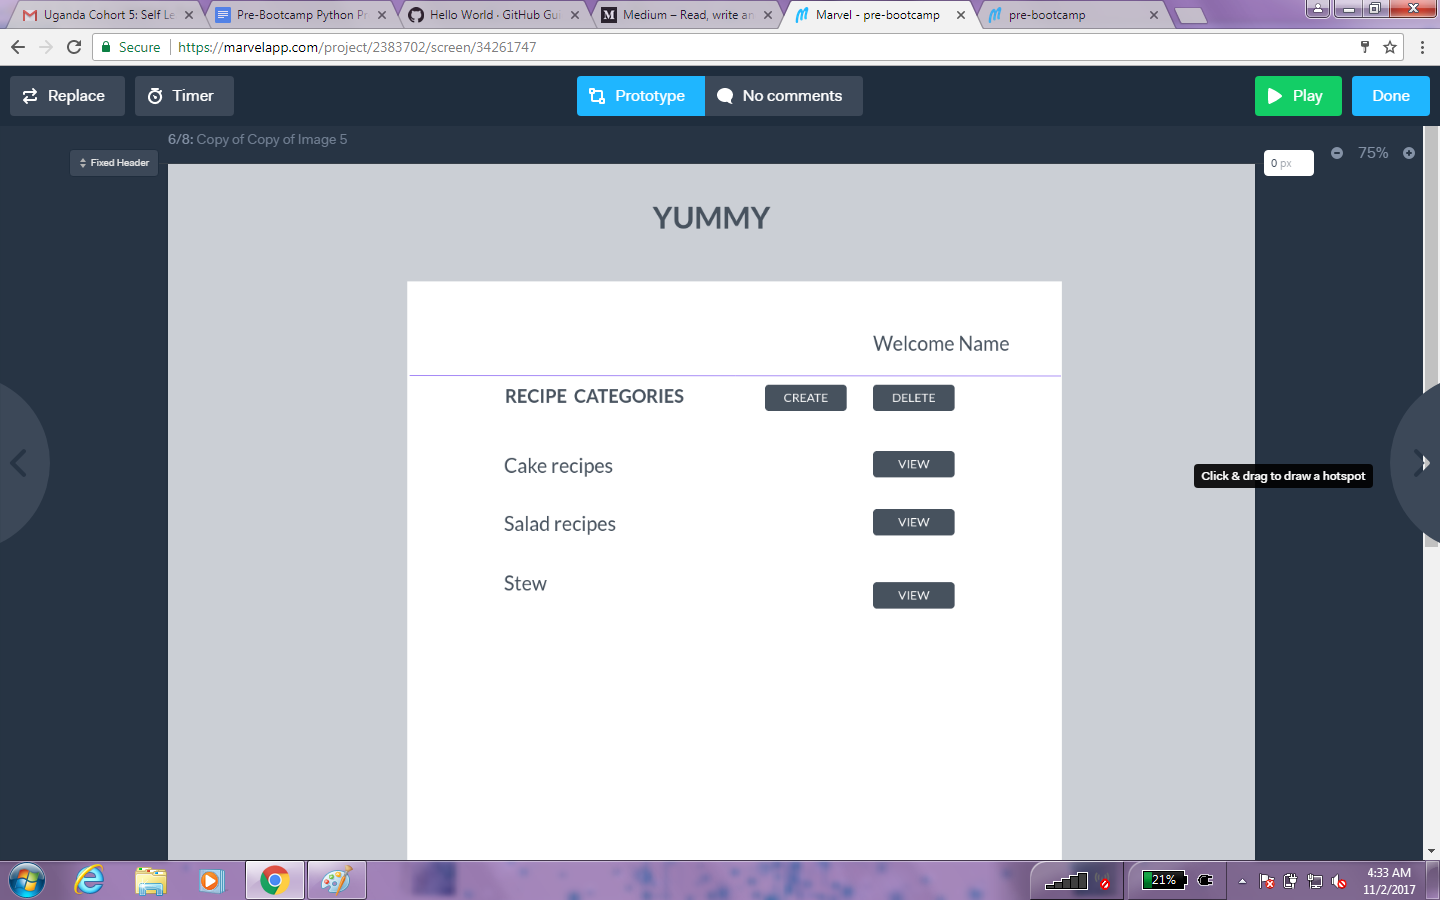 Uganda Cohort 5: Self Le
Pre-Bootcamp Python Pr
Hello World · GitHub Gui
Medium – Read, write an
Marvel - pre-bootcamp
pre-bootcamp
Secure
https://marvelapp.com/project/2383702/screen/34261747
Replace
Timer
Prototype
No comments
Play
Done
6/8: Copy of Copy of Image 5
Fixed Header
0 px
75%
YUMMY
Welcome Name
RECIPE CATEGORIES
CREATE
DELETE
Cake recipes
VIEW
Click & drag to draw a hotspot
Salad recipes
VIEW
Stew
VIEW
21%
4:33 AM
11/2/2017